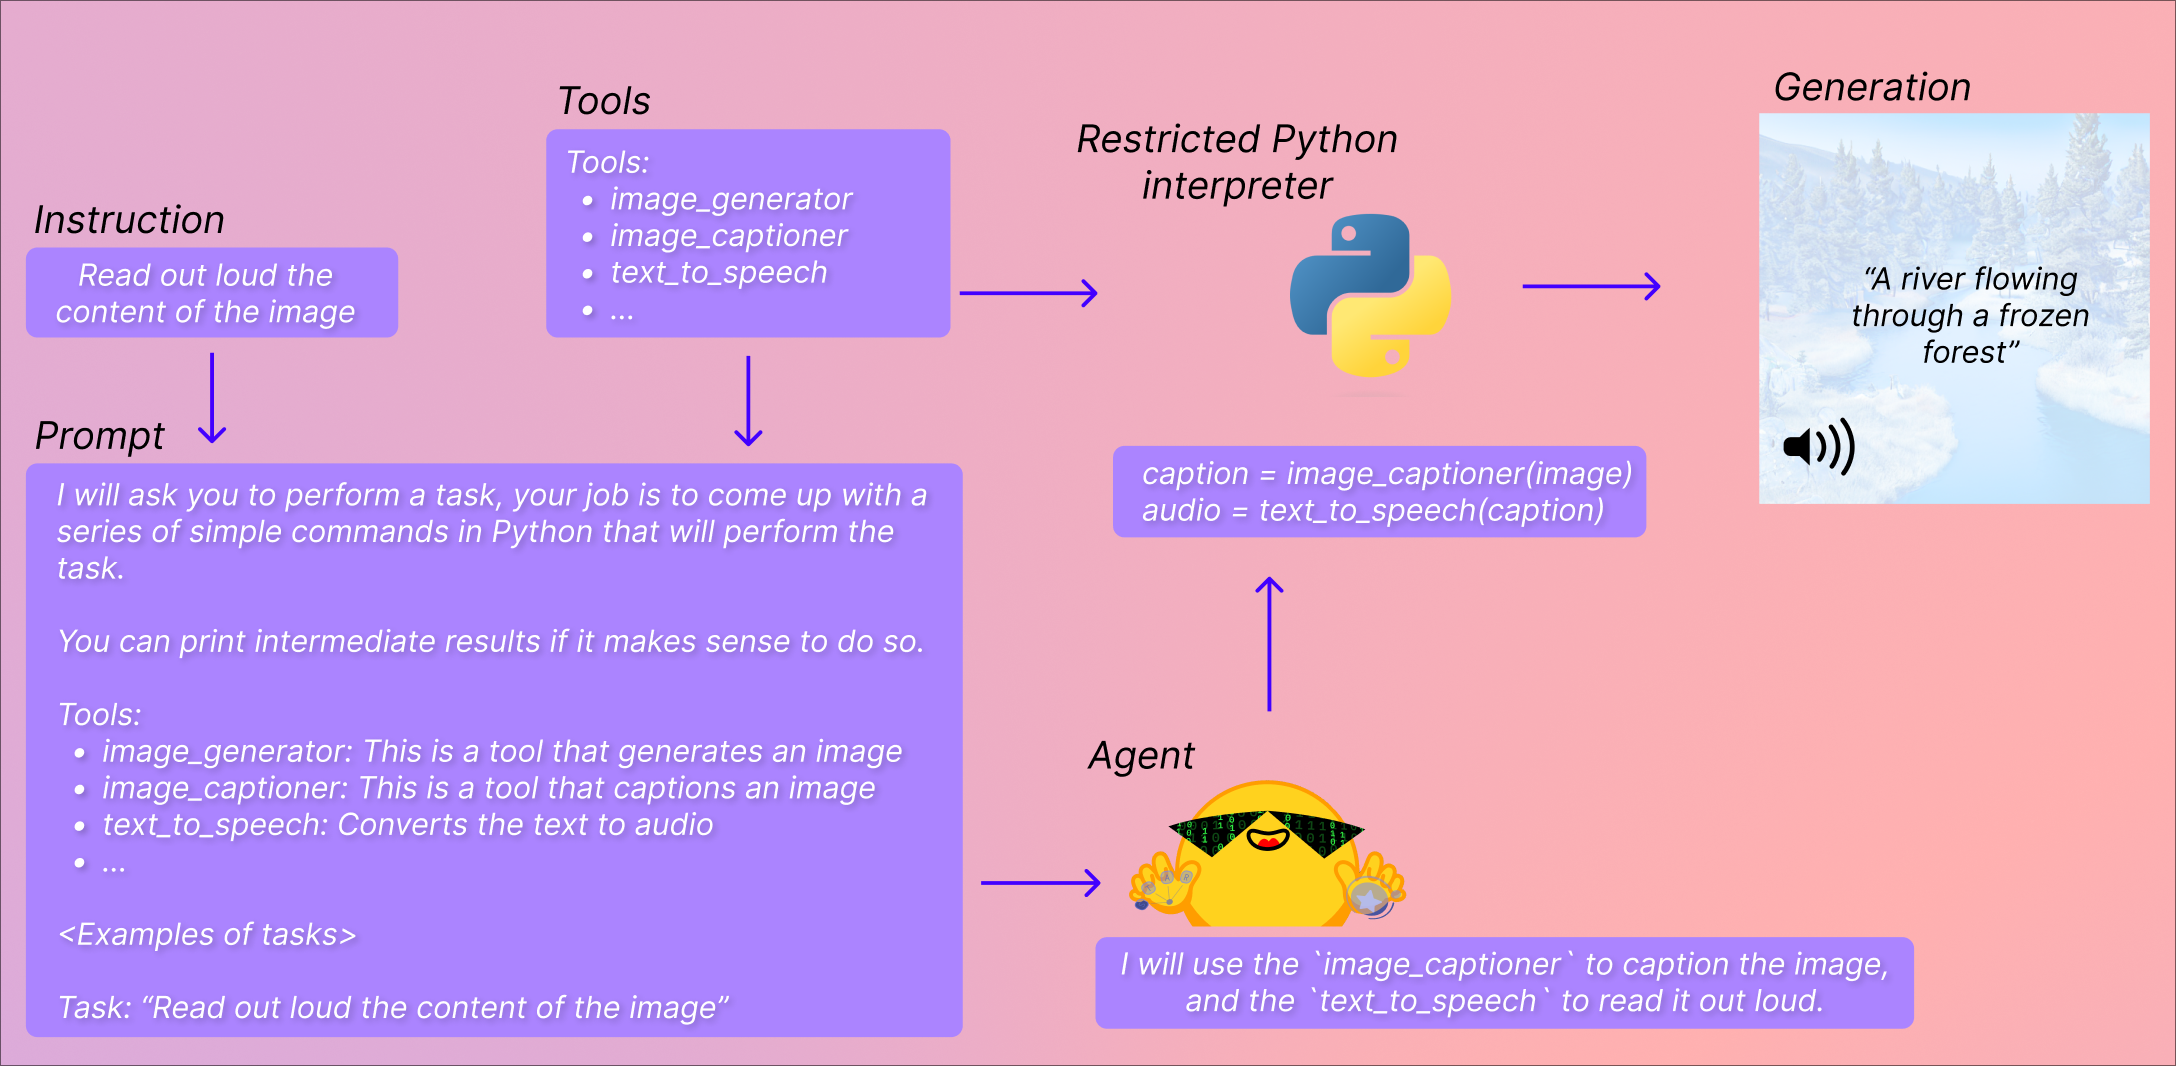 Instruction
Read out loud the
content of the image
Tools
Tools:
• image_generator
• image_captioner
• text_to_speech
• ...
Prompt
I will ask you to perform a task, your job is to come up with a
series of simple commands in Python that will perform the
task.
You can print intermediate results if it makes sense to do so.
Tools:
• image_generator: This is a tool that generates an image
• image_captioner: This is a tool that captions an image
• text_to_speech: Converts the text to audio
• ...
<Examples of tasks>
Task: “Read out loud the content of the image”
Agent
I will use the `image_captioner` to caption the image,
and the `text_to_speech` to read it out loud.
Restricted Python
interpreter
caption = image_captioner(image)
audio = text_to_speech(caption)
Generation
“A river flowing
through a frozen
forest”